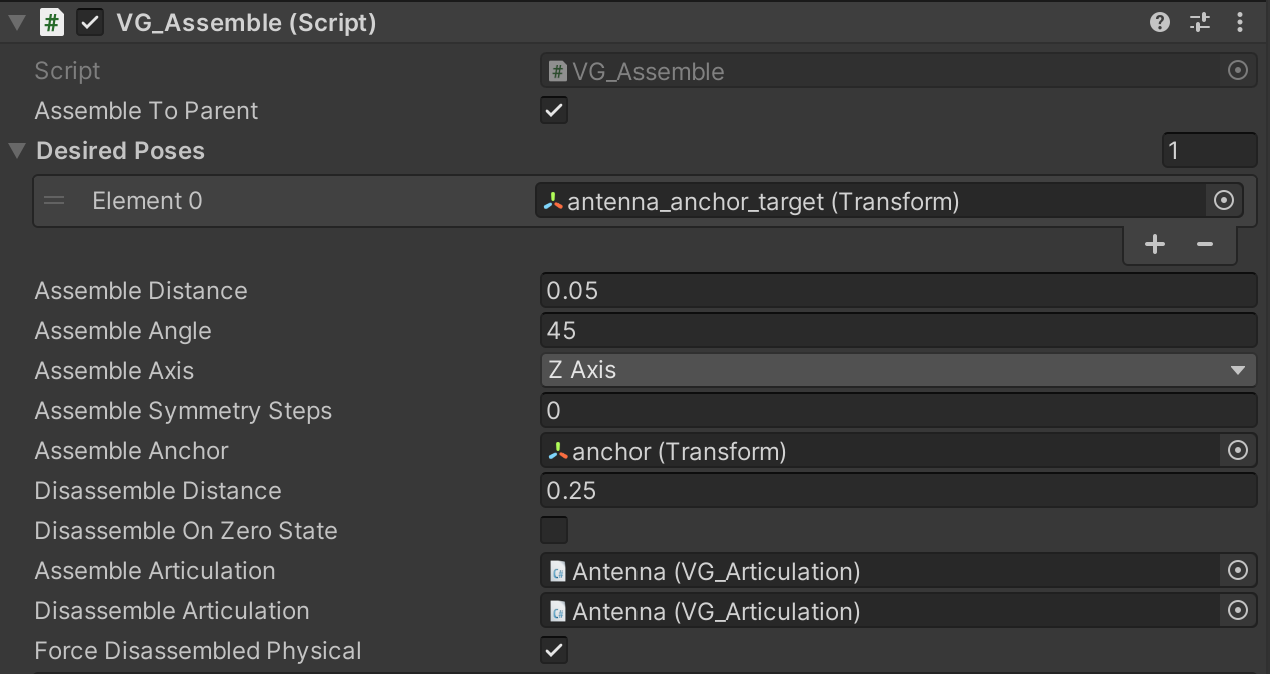 VG_Assemble (Script)
Script VG_Assemble
Assemble To Parent
Desired Poses 1
Element 0 antenna_anchor_target (Transform)
Assemble Distance 0.05
Assemble Angle 45
Assemble Axis Z Axis
Assemble Symmetry Steps 0
Assemble Anchor anchor (Transform)
Disassemble Distance 0.25
Disassemble On Zero State
Assemble Articulation Antenna (VG_Articulation)
Disassemble Articulation Antenna (VG_Articulation)
Force Disassembled Physical